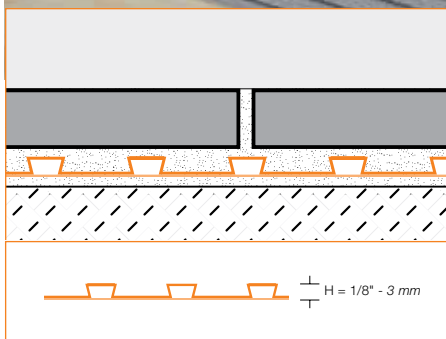 H = 1/8" - 3 mm